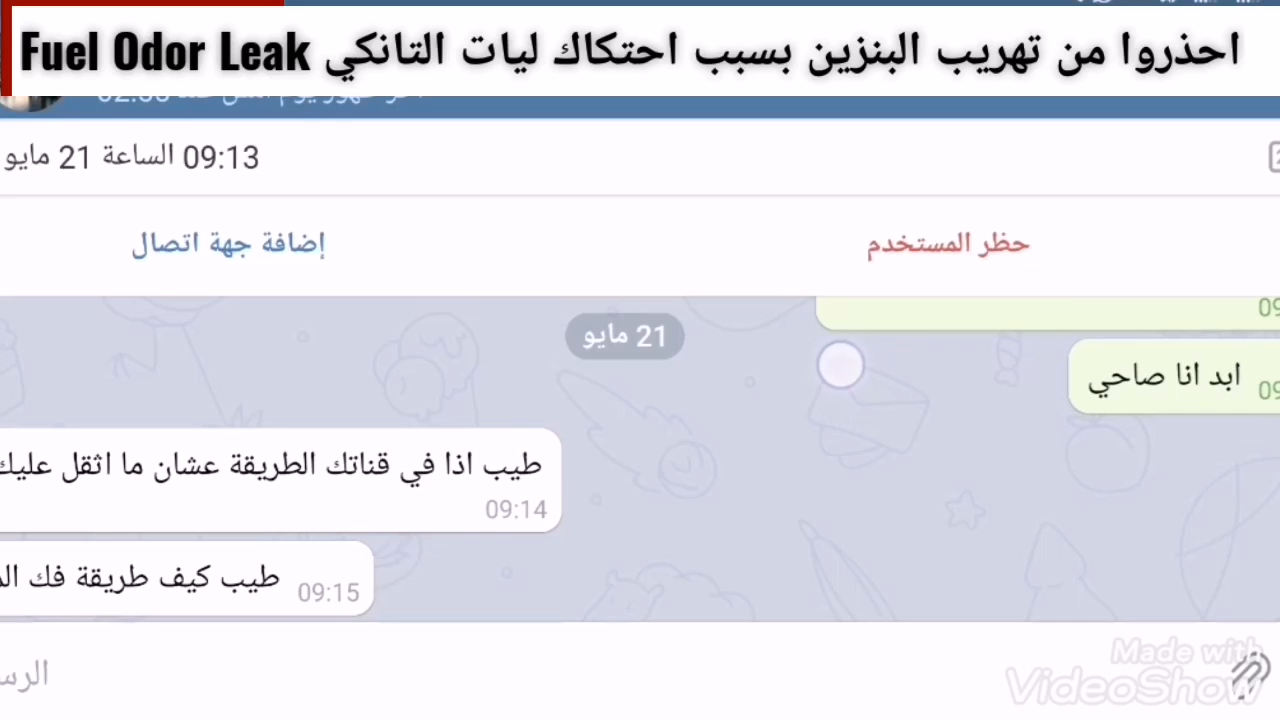 احذروا من تهريب البنزين بسبب احتكاك ليات التانكي Fuel Odor Leak
09:13 الساعة 21 مايو
إضافة جهة اتصال
حظر المستخدم
21 مايو
ابد انا صاحي
طيب اذا في قناتك الطريقة عشان ما اثقل عليك
09:14
طيب كيف طريقة فك
09:15
Made with
VideoShow